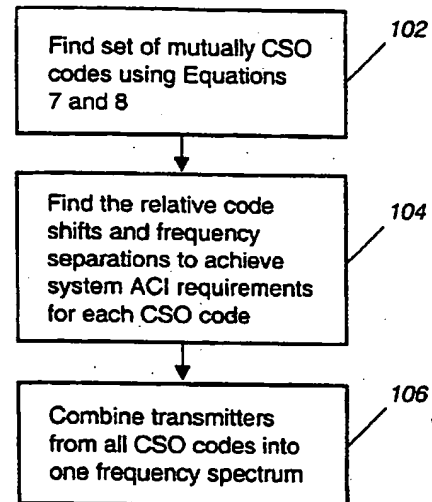 Find set of mutually CSO
codes using Equations
7 and 8
102
Find the relative code
shifts and frequency
separations to achieve
system ACI requirements
for each CSO code
104
Combine transmitters
from all CSO codes into
one frequency spectrum
106